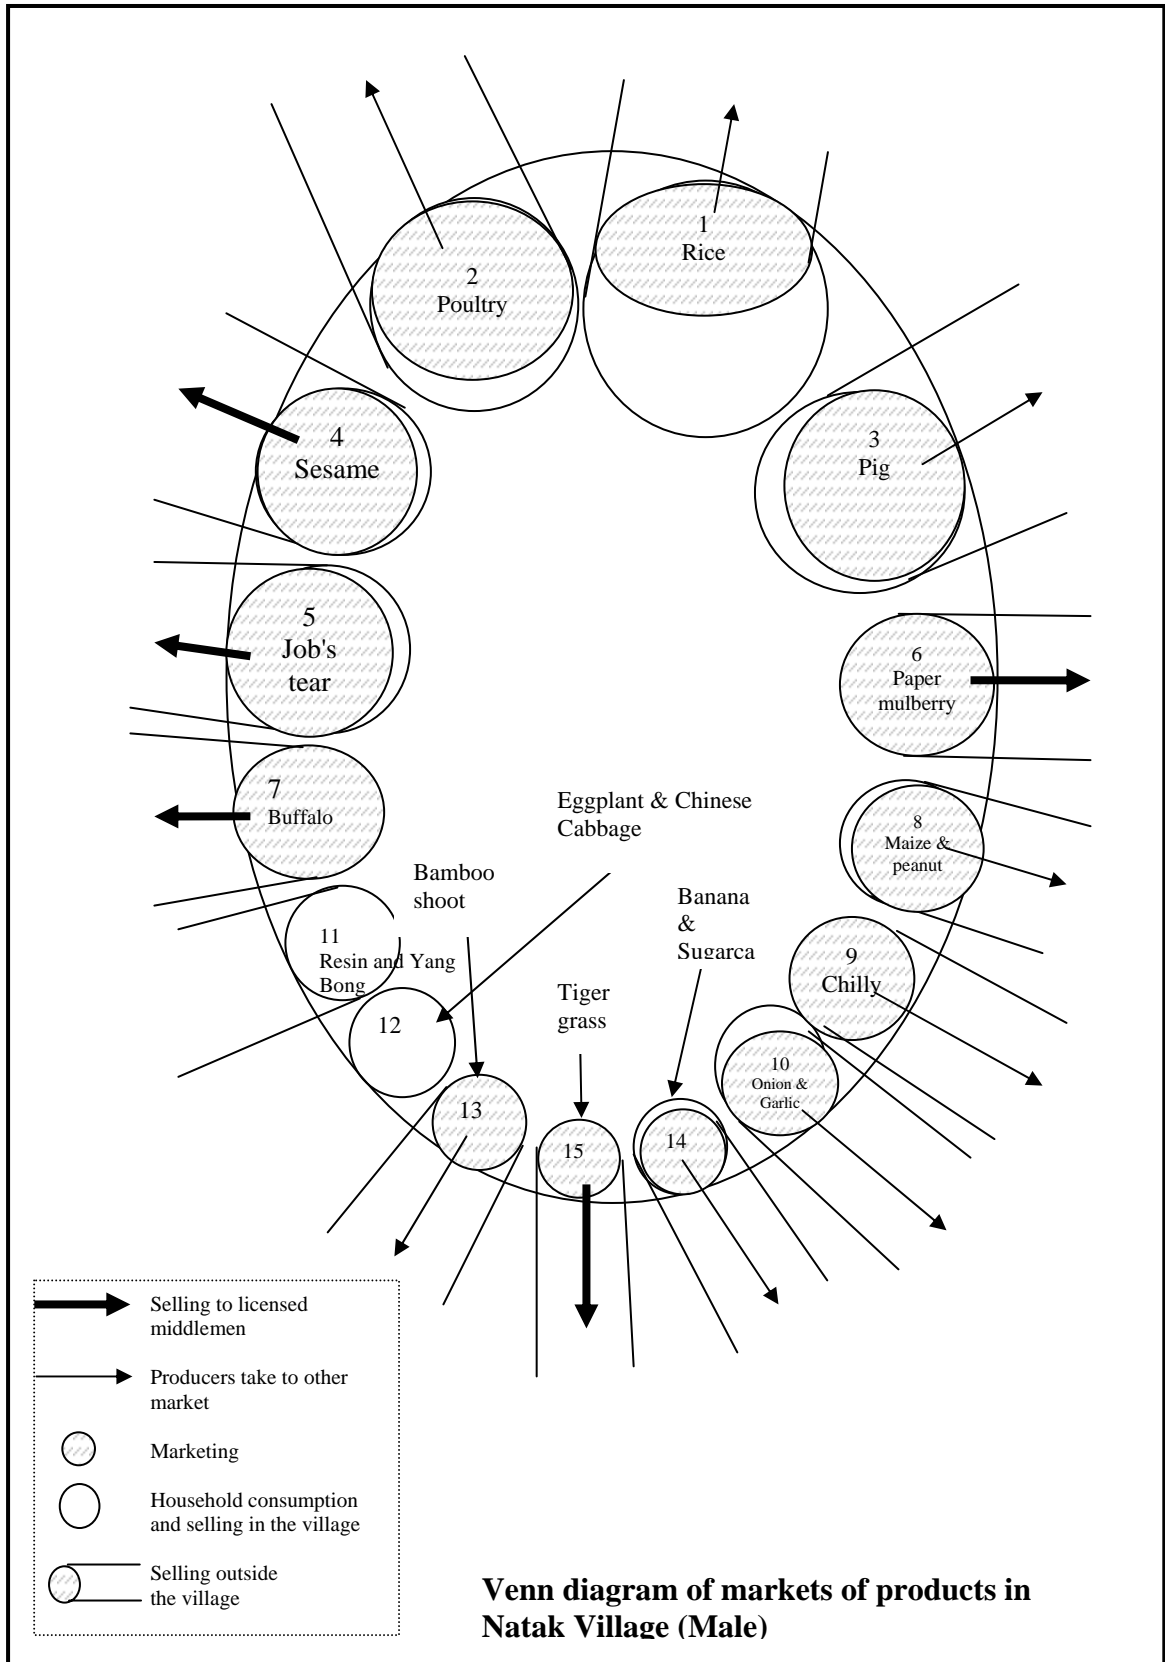 1
Rice
2
Poultry
3
Pig
4
Sesame
5
Job's
tear
6
Paper
mulberry
7
Buffalo
Eggplant & Chinese
Cabbage
8
Maize &
peanut
Bamboo
shoot
Banana
&
Sugarca
11
Resin and Yang
Bong
9
Chilly
Tiger
grass
12
10
Onion &
Garlic
13
15
14
Selling to licensed
middlemen
Producers take to other
market
Marketing
Household consumption
and selling in the village
Selling outside
the village
Venn diagram of markets of products in
Natak Village (Male)